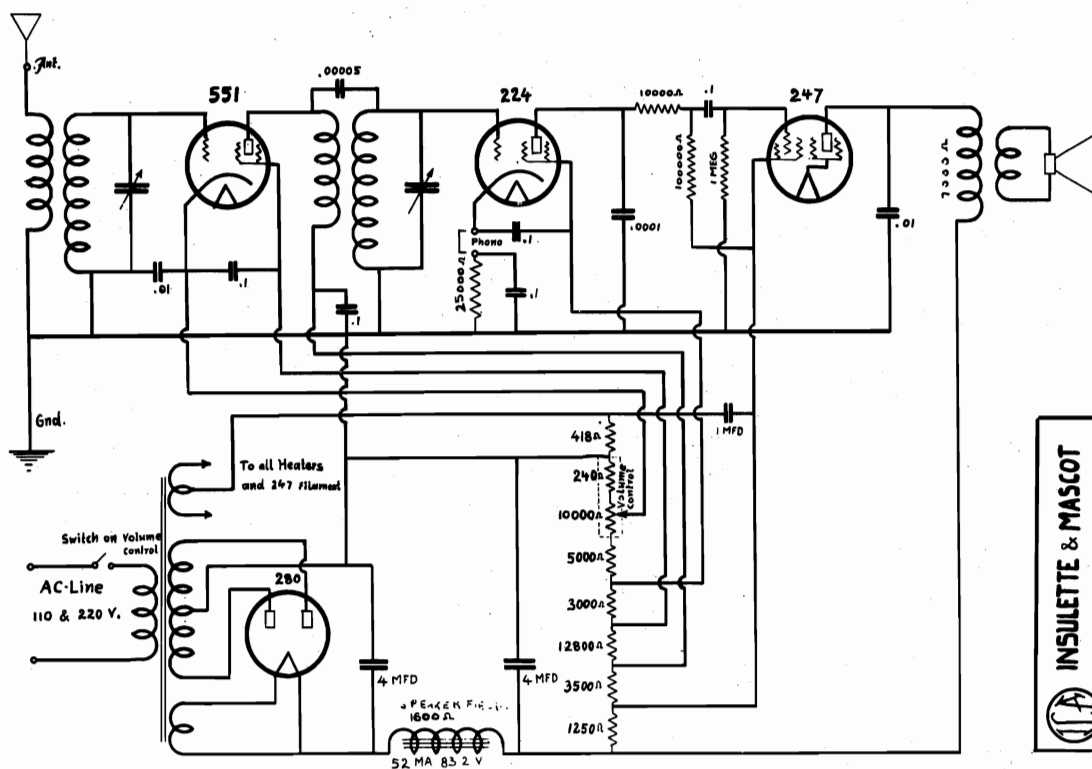 Ant.
551
.00005
224
10000Ω
.1
247
100000Ω
1 MEG
7000Ω
.0001
.01
Phono
.1
25000Ω
.1
.01
.1
.1
Gnd.
1 MFD
418Ω
240Ω
10000Ω
Volume
control
5000Ω
3000Ω
12800Ω
3500Ω
1250Ω
To all Heaters
and 247 Filament
Switch on Volume
control
AC-Line
110 & 220 V.
280
4 MFD
4 MFD
1600Ω
52 MA 83.2 V
INSULETTE & MASCOT